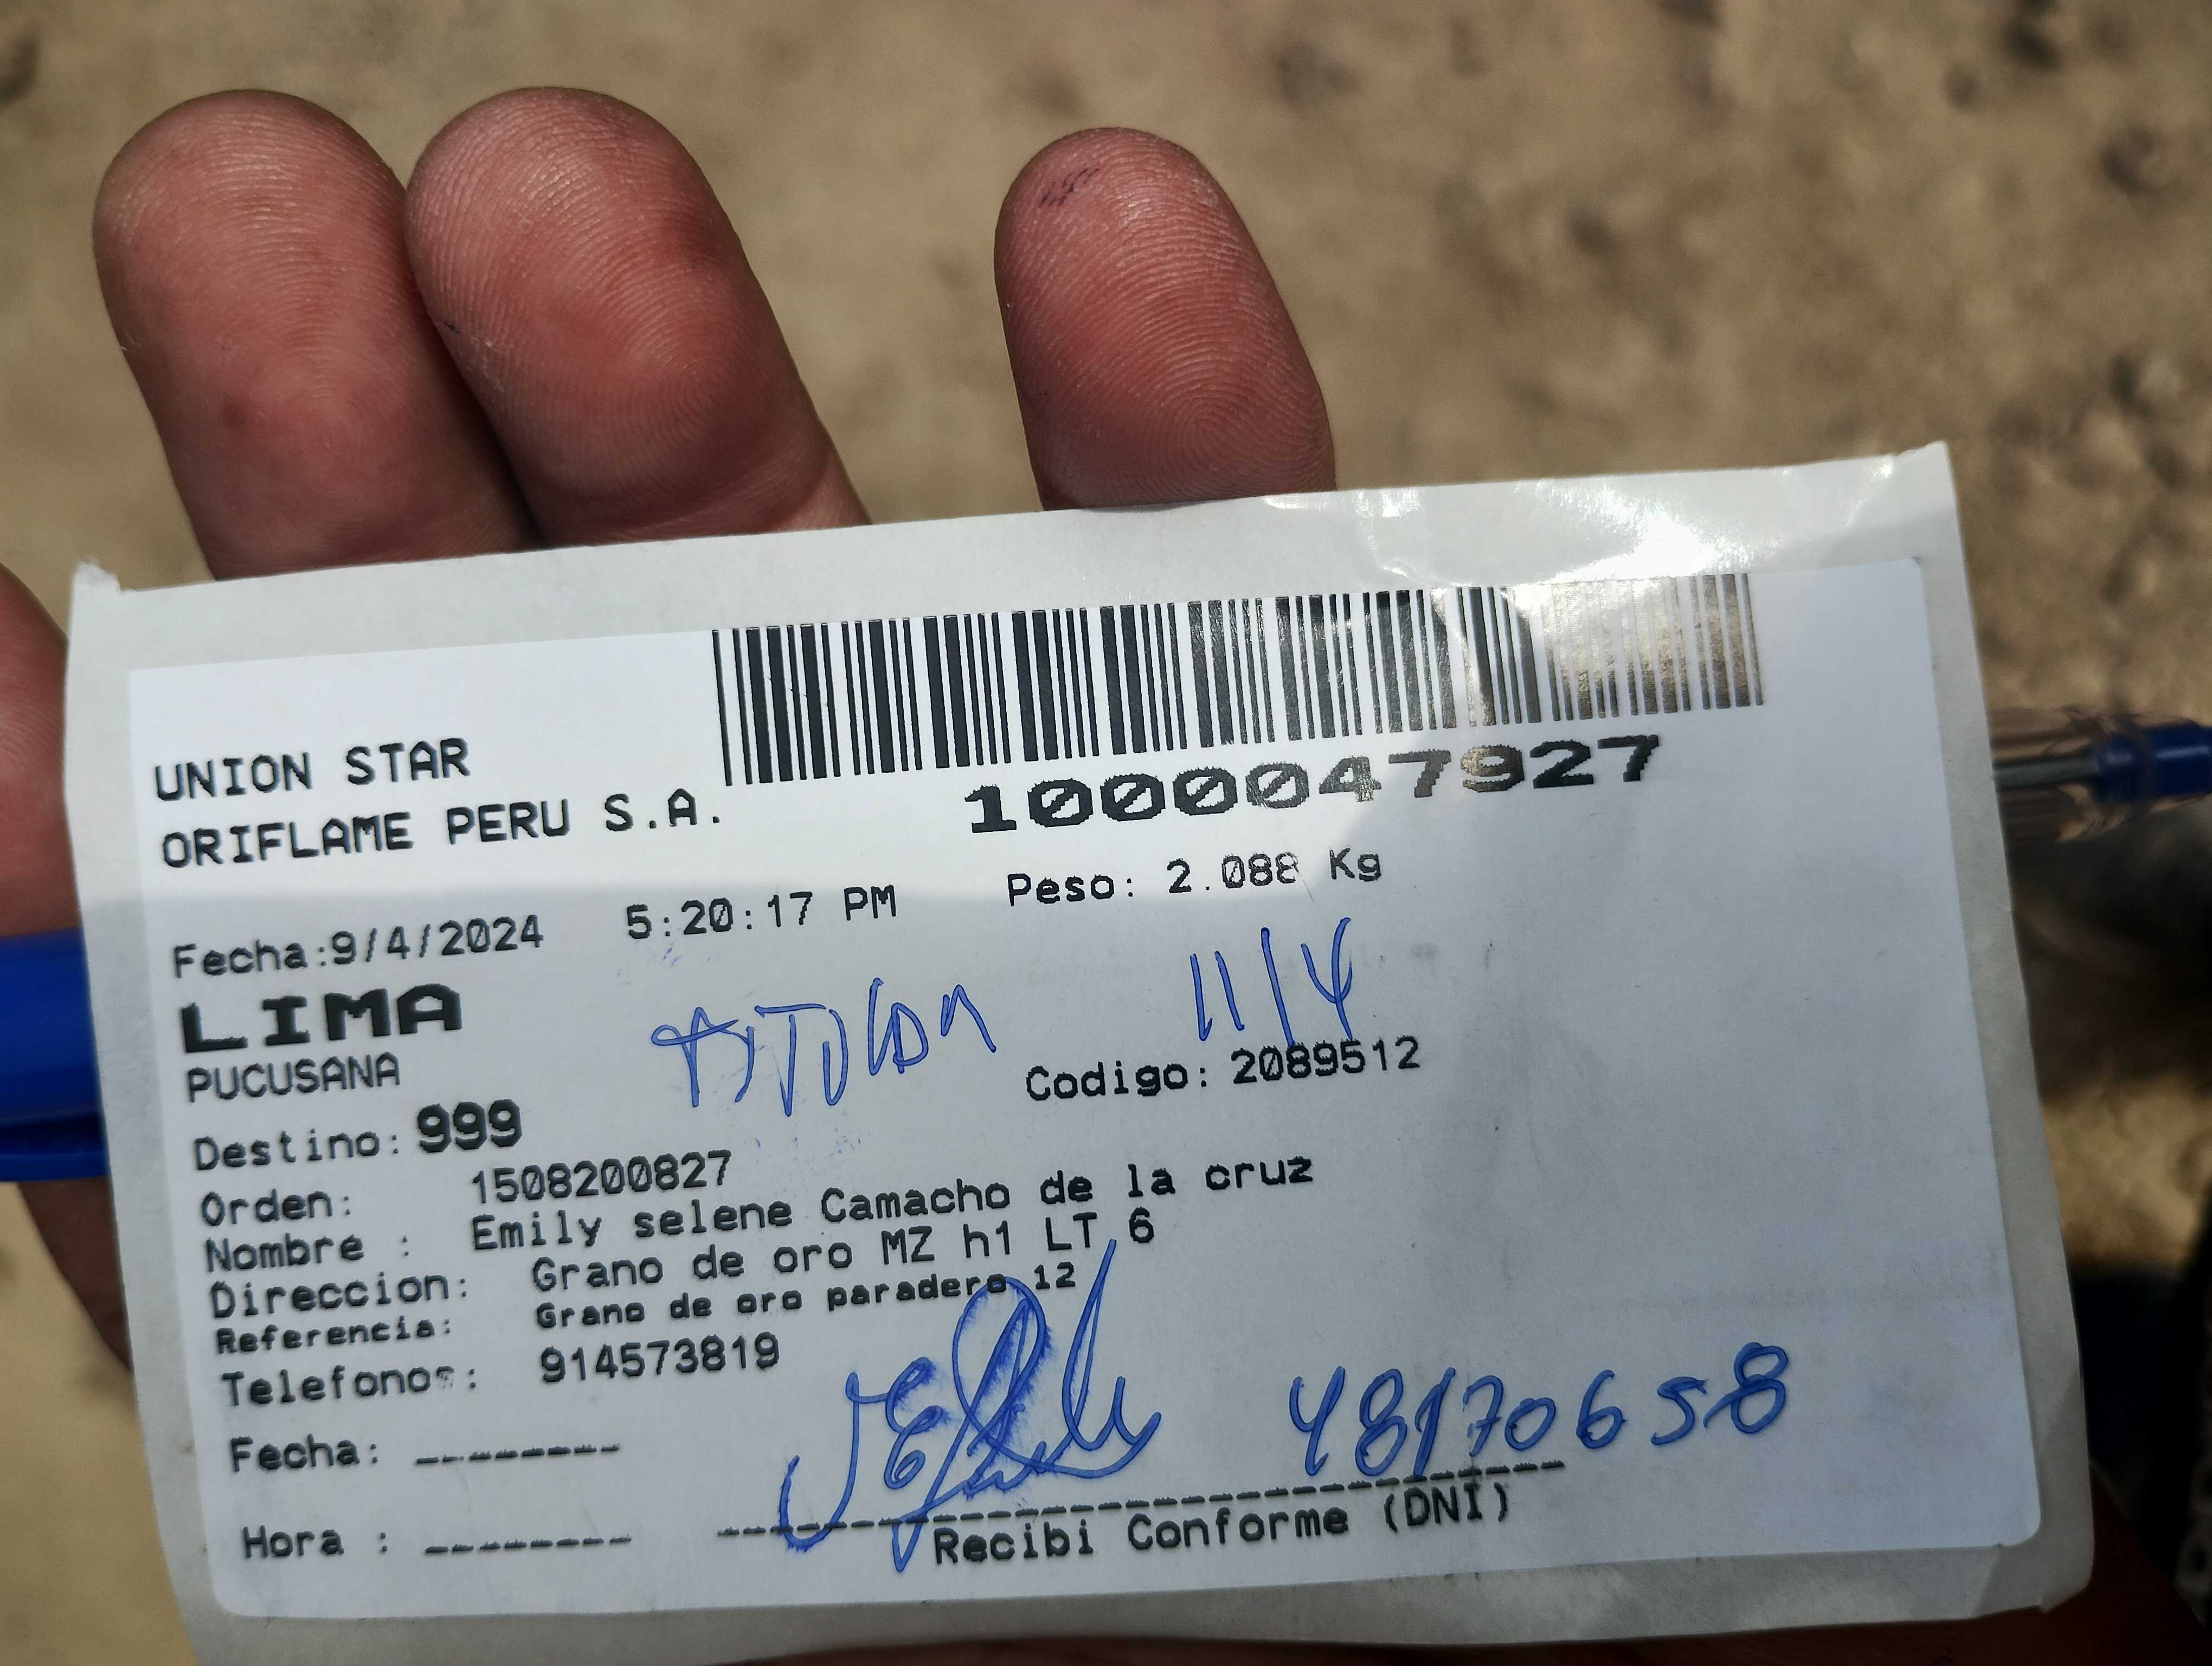 1000047927
UNION STAR
ORIFLAME PERU S.A.
Fecha:9/4/2024 5:20:17 PM Peso: 2.088 Kg
LIMA
PUCUSANA
TITULAR 11/4
Destino: 999 Codigo: 2089512
Orden: 1508200827
Nombre : Emily selene Camacho de la cruz
Direccion: Grano de oro MZ h1 LT 6
Referencia: Grano de oro paradero 12
Telefonos: 914573819
Fecha: --------
48170658
Hora : --------
Recibi Conforme (DNI)